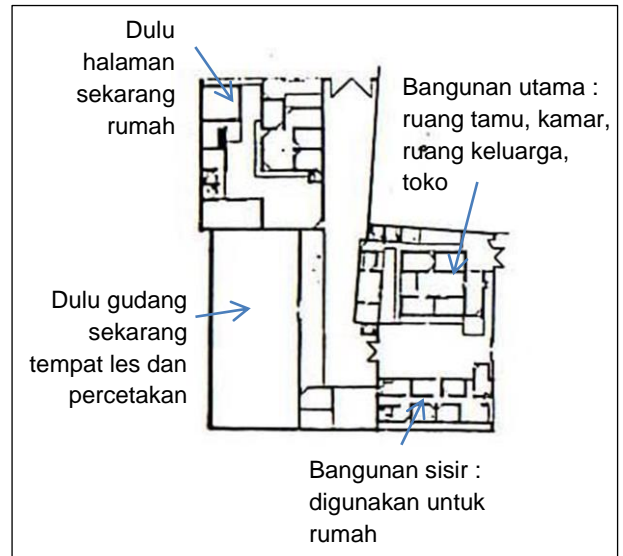 Dulu
halaman
sekarang
rumah
Bangunan utama :
ruang tamu, kamar,
ruang keluarga,
toko
Dulu gudang
sekarang
tempat les dan
percetakan
Bangunan sisir :
digunakan untuk
rumah